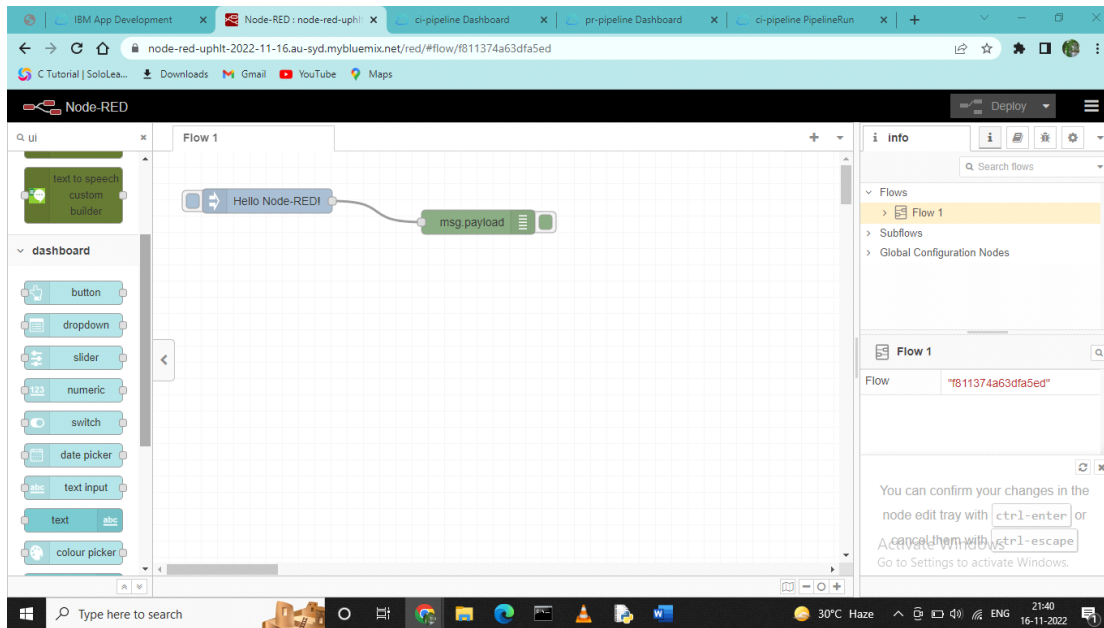 IBM App Development
Node-RED : node-red-uphlt
ci-pipeline Dashboard
pr-pipeline Dashboard
ci-pipeline PipelineRun
node-red-uphlt-2022-11-16.au-syd.mybluemix.net/red/#flow/f811374a63dfa5ed
C Tutorial | SoloLea...
Downloads
Gmail
YouTube
Maps
Node-RED
Deploy
ui
Flow 1
i info
i
Search flows
text to speech
custom
builder
Hello Node-RED!
msg.payload
Flows
Flow 1
Subflows
Global Configuration Nodes
dashboard
button
dropdown
slider
123 numeric
switch
date picker
abc text input
text abc
colour picker
Flow 1
Flow "f811374a63dfa5ed"
You can confirm your changes in the
node edit tray with ctrl-enter or
cancel them with ctrl-escape
Activate Windows
Go to Settings to activate Windows.
Type here to search
30°C Haze
ENG
21:40
16-11-2022
1